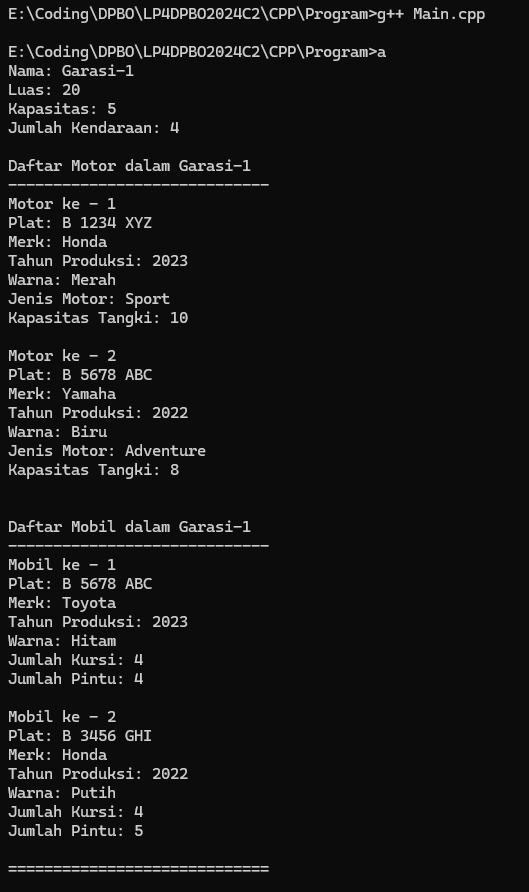 E:\Coding\DPBO\LP4DPBO2024C2\CPP\Program>g++ Main.cpp
E:\Coding\DPBO\LP4DPBO2024C2\CPP\Program>a
Nama: Garasi-1
Luas: 20
Kapasitas: 5
Jumlah Kendaraan: 4
Daftar Motor dalam Garasi-1
-----------------------------
Motor ke - 1
Plat: B 1234 XYZ
Merk: Honda
Tahun Produksi: 2023
Warna: Merah
Jenis Motor: Sport
Kapasitas Tangki: 10
Motor ke - 2
Plat: B 5678 ABC
Merk: Yamaha
Tahun Produksi: 2022
Warna: Biru
Jenis Motor: Adventure
Kapasitas Tangki: 8
Daftar Mobil dalam Garasi-1
-----------------------------
Mobil ke - 1
Plat: B 5678 ABC
Merk: Toyota
Tahun Produksi: 2023
Warna: Hitam
Jumlah Kursi: 4
Jumlah Pintu: 4
Mobil ke - 2
Plat: B 3456 GHI
Merk: Honda
Tahun Produksi: 2022
Warna: Putih
Jumlah Kursi: 4
Jumlah Pintu: 5
=============================